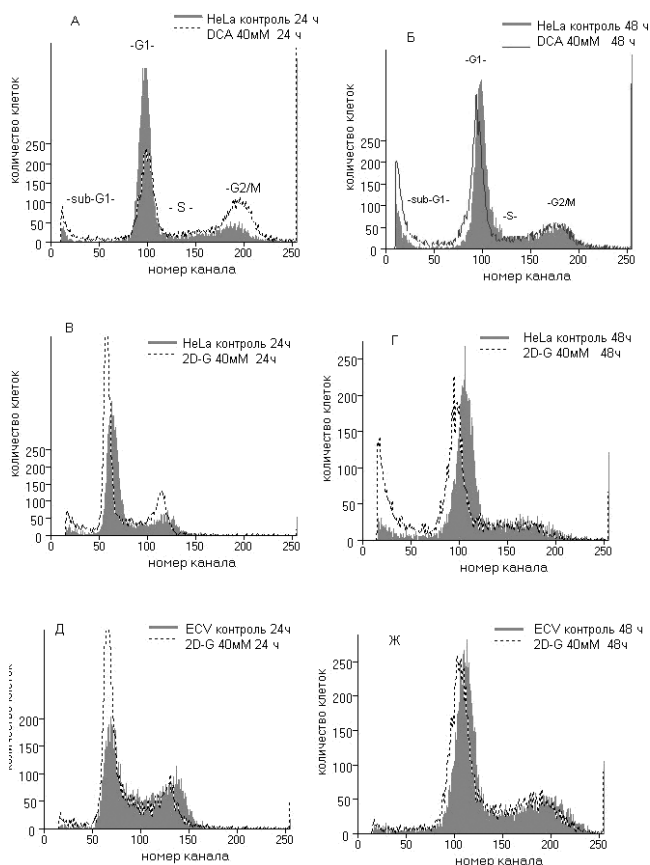 А
HeLa контроль 24 ч
DCA 40мМ 24 ч
количество клеток
250
200
150
100
50
0
-sub-G1-
-G1-
- S -
-G2/M
0 50 100 150 200 250
номер канала
Б
HeLa контроль 48 ч
DCA 40мМ 48 ч
количество клеток
250
200
150
100
50
0
-sub-G1-
-G1-
-S-
-G2/M
0 50 100 150 200 250
номер канала
В
HeLa контроль 24ч
2D-G 40мМ 24ч
количество клеток
250
200
150
100
50
0
0 50 100 150 200 250
номер канала
Г
HeLa контроль 48ч
2D-G 40мМ 48ч
количество клеток
250
200
150
100
50
0
0 50 100 150 200 250
номер канала
Д
ECV контроль 24ч
2D-G 40мМ 24 ч
количество клеток
200
150
100
50
0
0 50 100 150 200 250
номер канала
Ж
ECV контроль 48 ч
2D-G 40мМ 48ч
количество клеток
250
200
150
100
50
0
0 50 100 150 200 250
номер канала